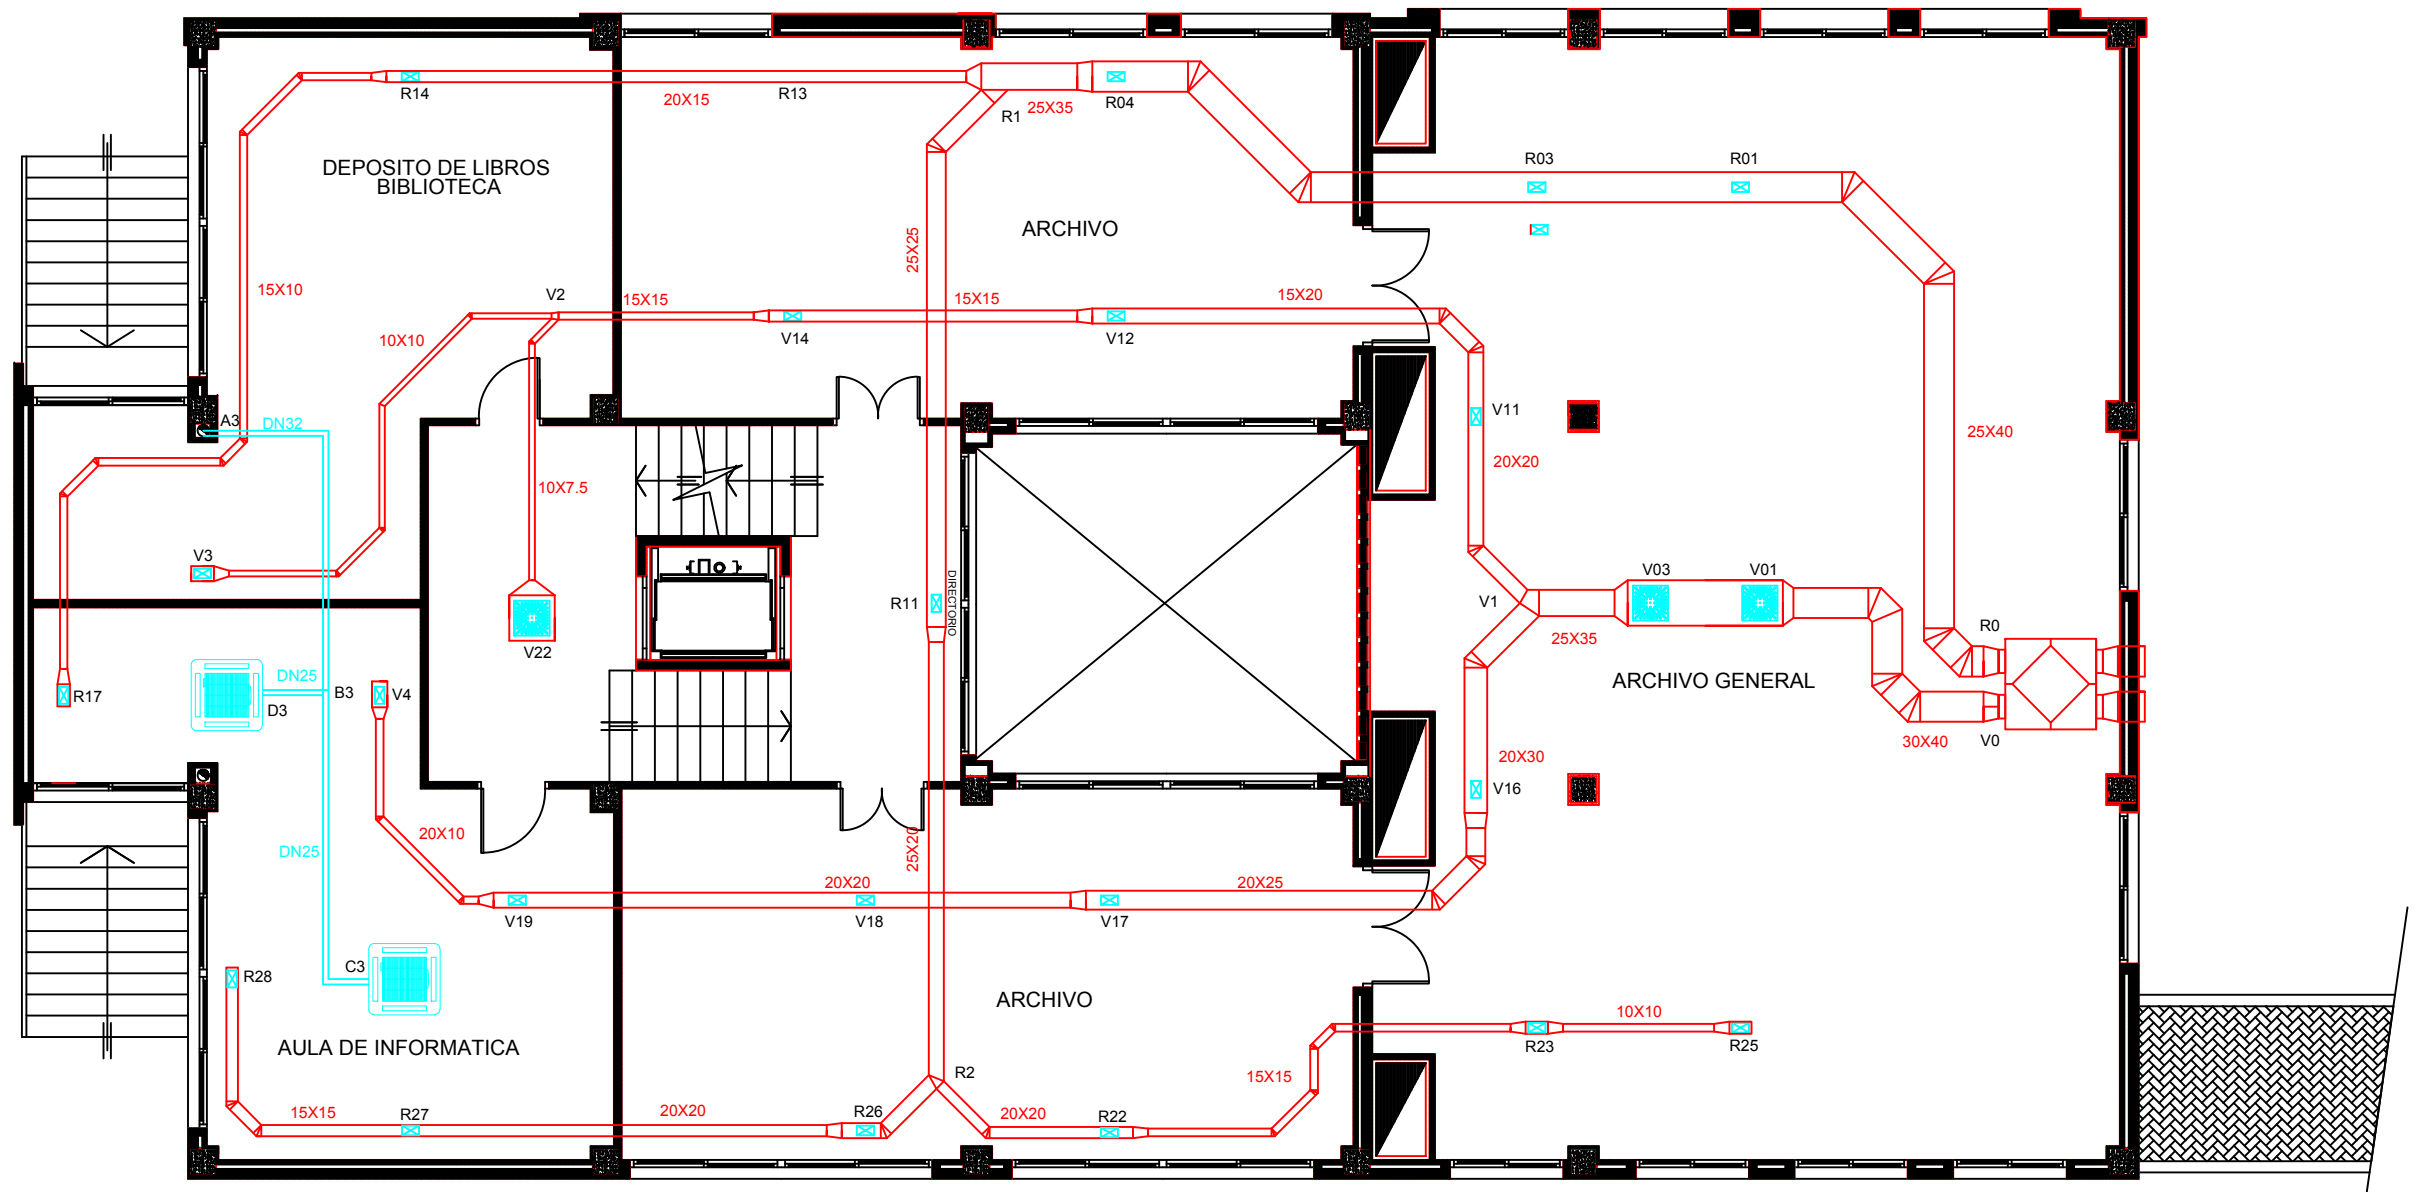 R14
20X15
R13
25X35
R1
R04
DEPOSITO DE LIBROS
BIBLIOTECA
R03
R01
ARCHIVO
25X25
15X10
V2
15X15
15X15
15X20
10X10
V14
V12
A3
DN32
V11
25X40
20X20
10X7.5
V3
V03
V01
DIRECTORIO
R11
V1
V22
25X35
R0
ARCHIVO GENERAL
DN25
R17
B3
V4
D3
30X40
V0
20X30
V16
20X10
25X20
DN25
20X20
20X25
V19
V18
V17
C3
R28
ARCHIVO
10X10
AULA DE INFORMATICA
R23
R25
R2
15X15
15X15
R27
20X20
R26
20X20
R22